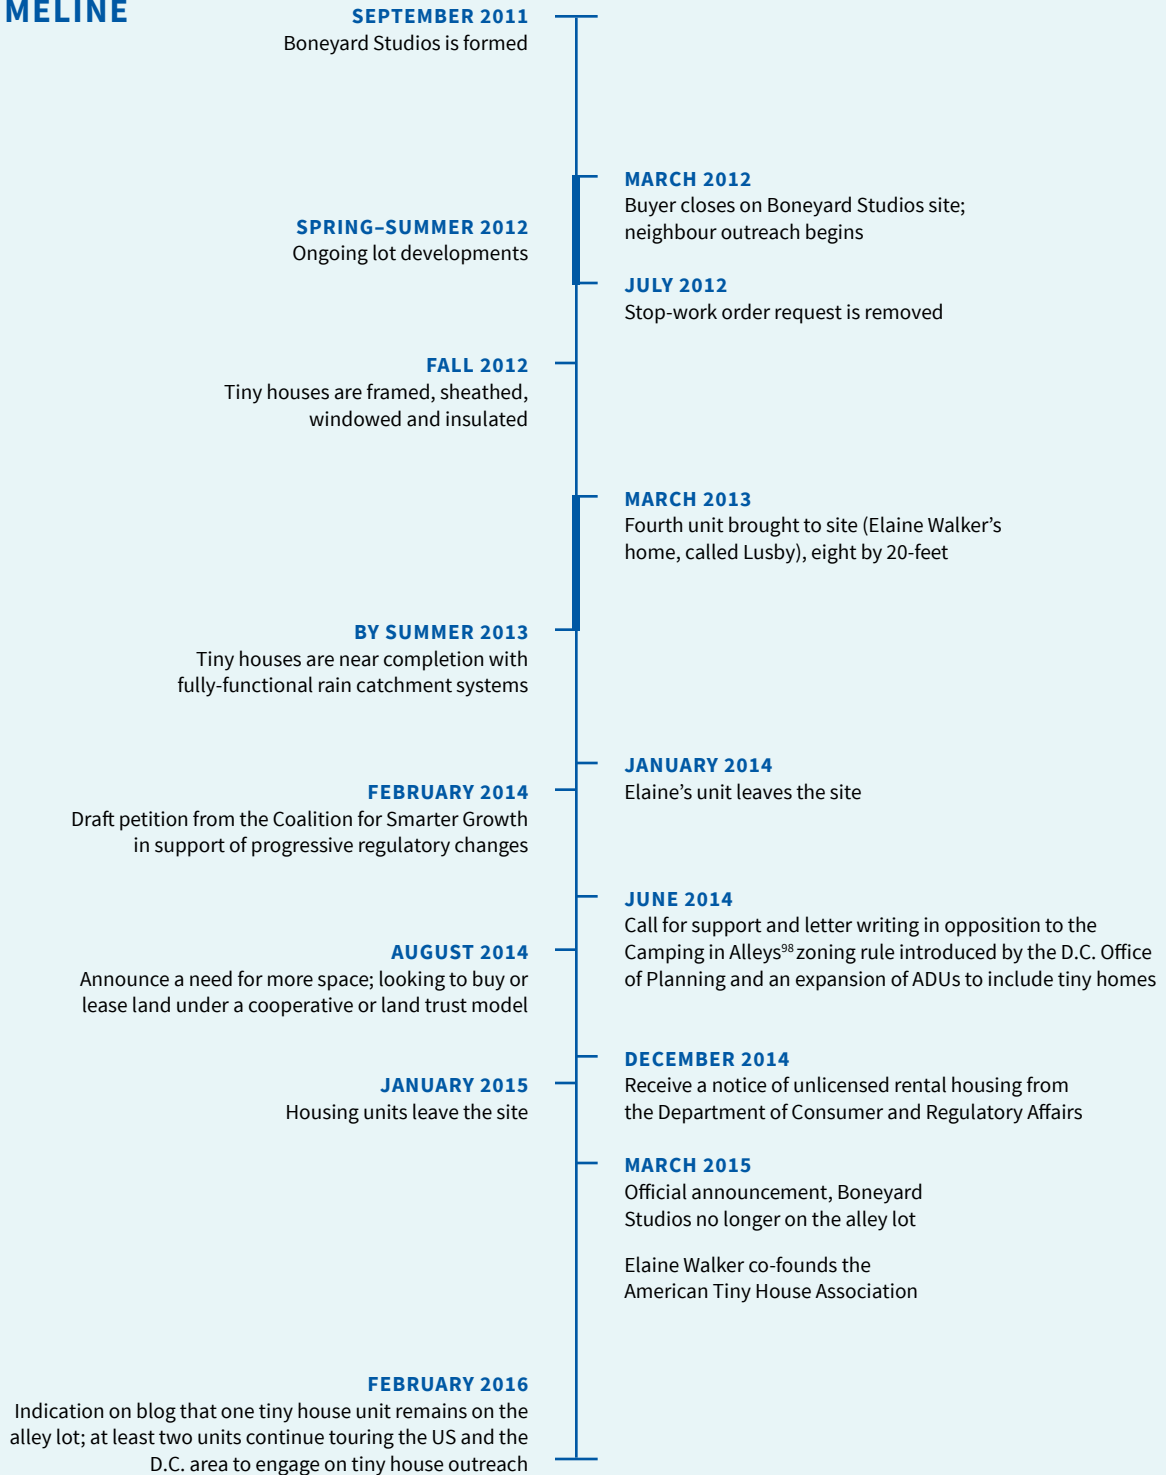 MELINE
SEPTEMBER 2011
Boneyard Studios is formed
MARCH 2012
Buyer closes on Boneyard Studios site;
neighbour outreach begins
SPRING–SUMMER 2012
Ongoing lot developments
JULY 2012
Stop-work order request is removed
FALL 2012
Tiny houses are framed, sheathed,
windowed and insulated
MARCH 2013
Fourth unit brought to site (Elaine Walker’s
home, called Lusby), eight by 20-feet
BY SUMMER 2013
Tiny houses are near completion with
fully-functional rain catchment systems
JANUARY 2014
Elaine’s unit leaves the site
FEBRUARY 2014
Draft petition from the Coalition for Smarter Growth
in support of progressive regulatory changes
JUNE 2014
Call for support and letter writing in opposition to the
Camping in Alleys98 zoning rule introduced by the D.C. Office
of Planning and an expansion of ADUs to include tiny homes
AUGUST 2014
Announce a need for more space; looking to buy or
lease land under a cooperative or land trust model
DECEMBER 2014
Receive a notice of unlicensed rental housing from
the Department of Consumer and Regulatory Affairs
JANUARY 2015
Housing units leave the site
MARCH 2015
Official announcement, Boneyard
Studios no longer on the alley lot
Elaine Walker co-founds the
American Tiny House Association
FEBRUARY 2016
Indication on blog that one tiny house unit remains on the
alley lot; at least two units continue touring the US and the
D.C. area to engage on tiny house outreach